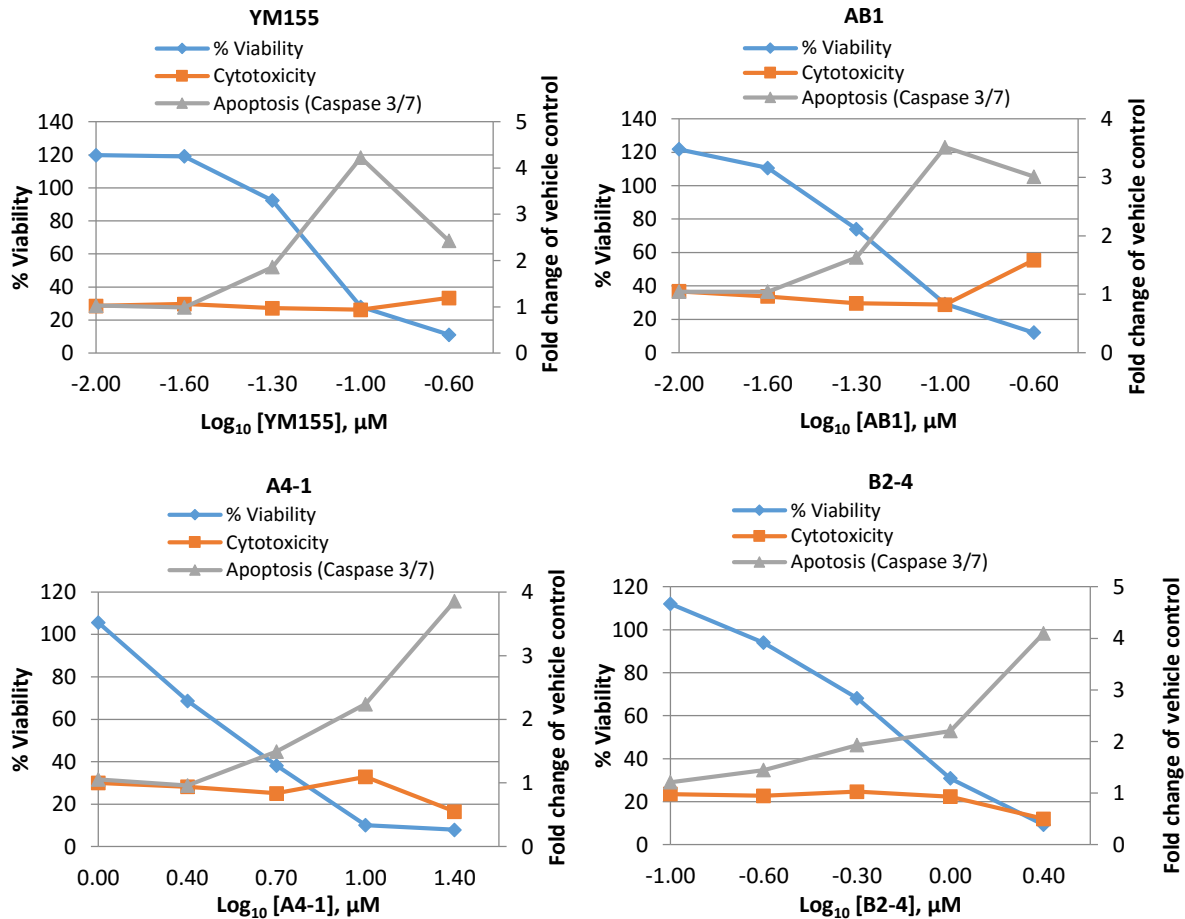 YM155
% Viability
Cytotoxicity
Apoptosis (Caspase 3/7)
140
120
100
80
60
40
20
0
% Viability
5
4
3
2
1
0
Fold change of vehicle control
-2.00 -1.60 -1.30 -1.00 -0.60
Log₁₀ [YM155], µM
AB1
% Viability
Cytotoxicity
Apoptosis (Caspase 3/7)
140
120
100
80
60
40
20
0
% Viability
4
3
2
1
0
Fold change of vehicle control
-2.00 -1.60 -1.30 -1.00 -0.60
Log₁₀ [AB1], µM
A4-1
% Viability
Cytotoxicity
Apoptosis (Caspase 3/7)
120
100
80
60
40
20
0
% Viability
4
3
2
1
0
Fold change of vehicle control
0.00 0.40 0.70 1.00 1.40
Log₁₀ [A4-1], µM
B2-4
% Viability
Cytotoxicity
Apotosis (Caspase 3/7)
120
100
80
60
40
20
0
% Viability
5
4
3
2
1
0
Fold change of vehicle control
-1.00 -0.60 -0.30 0.00 0.40
Log₁₀ [B2-4], µM